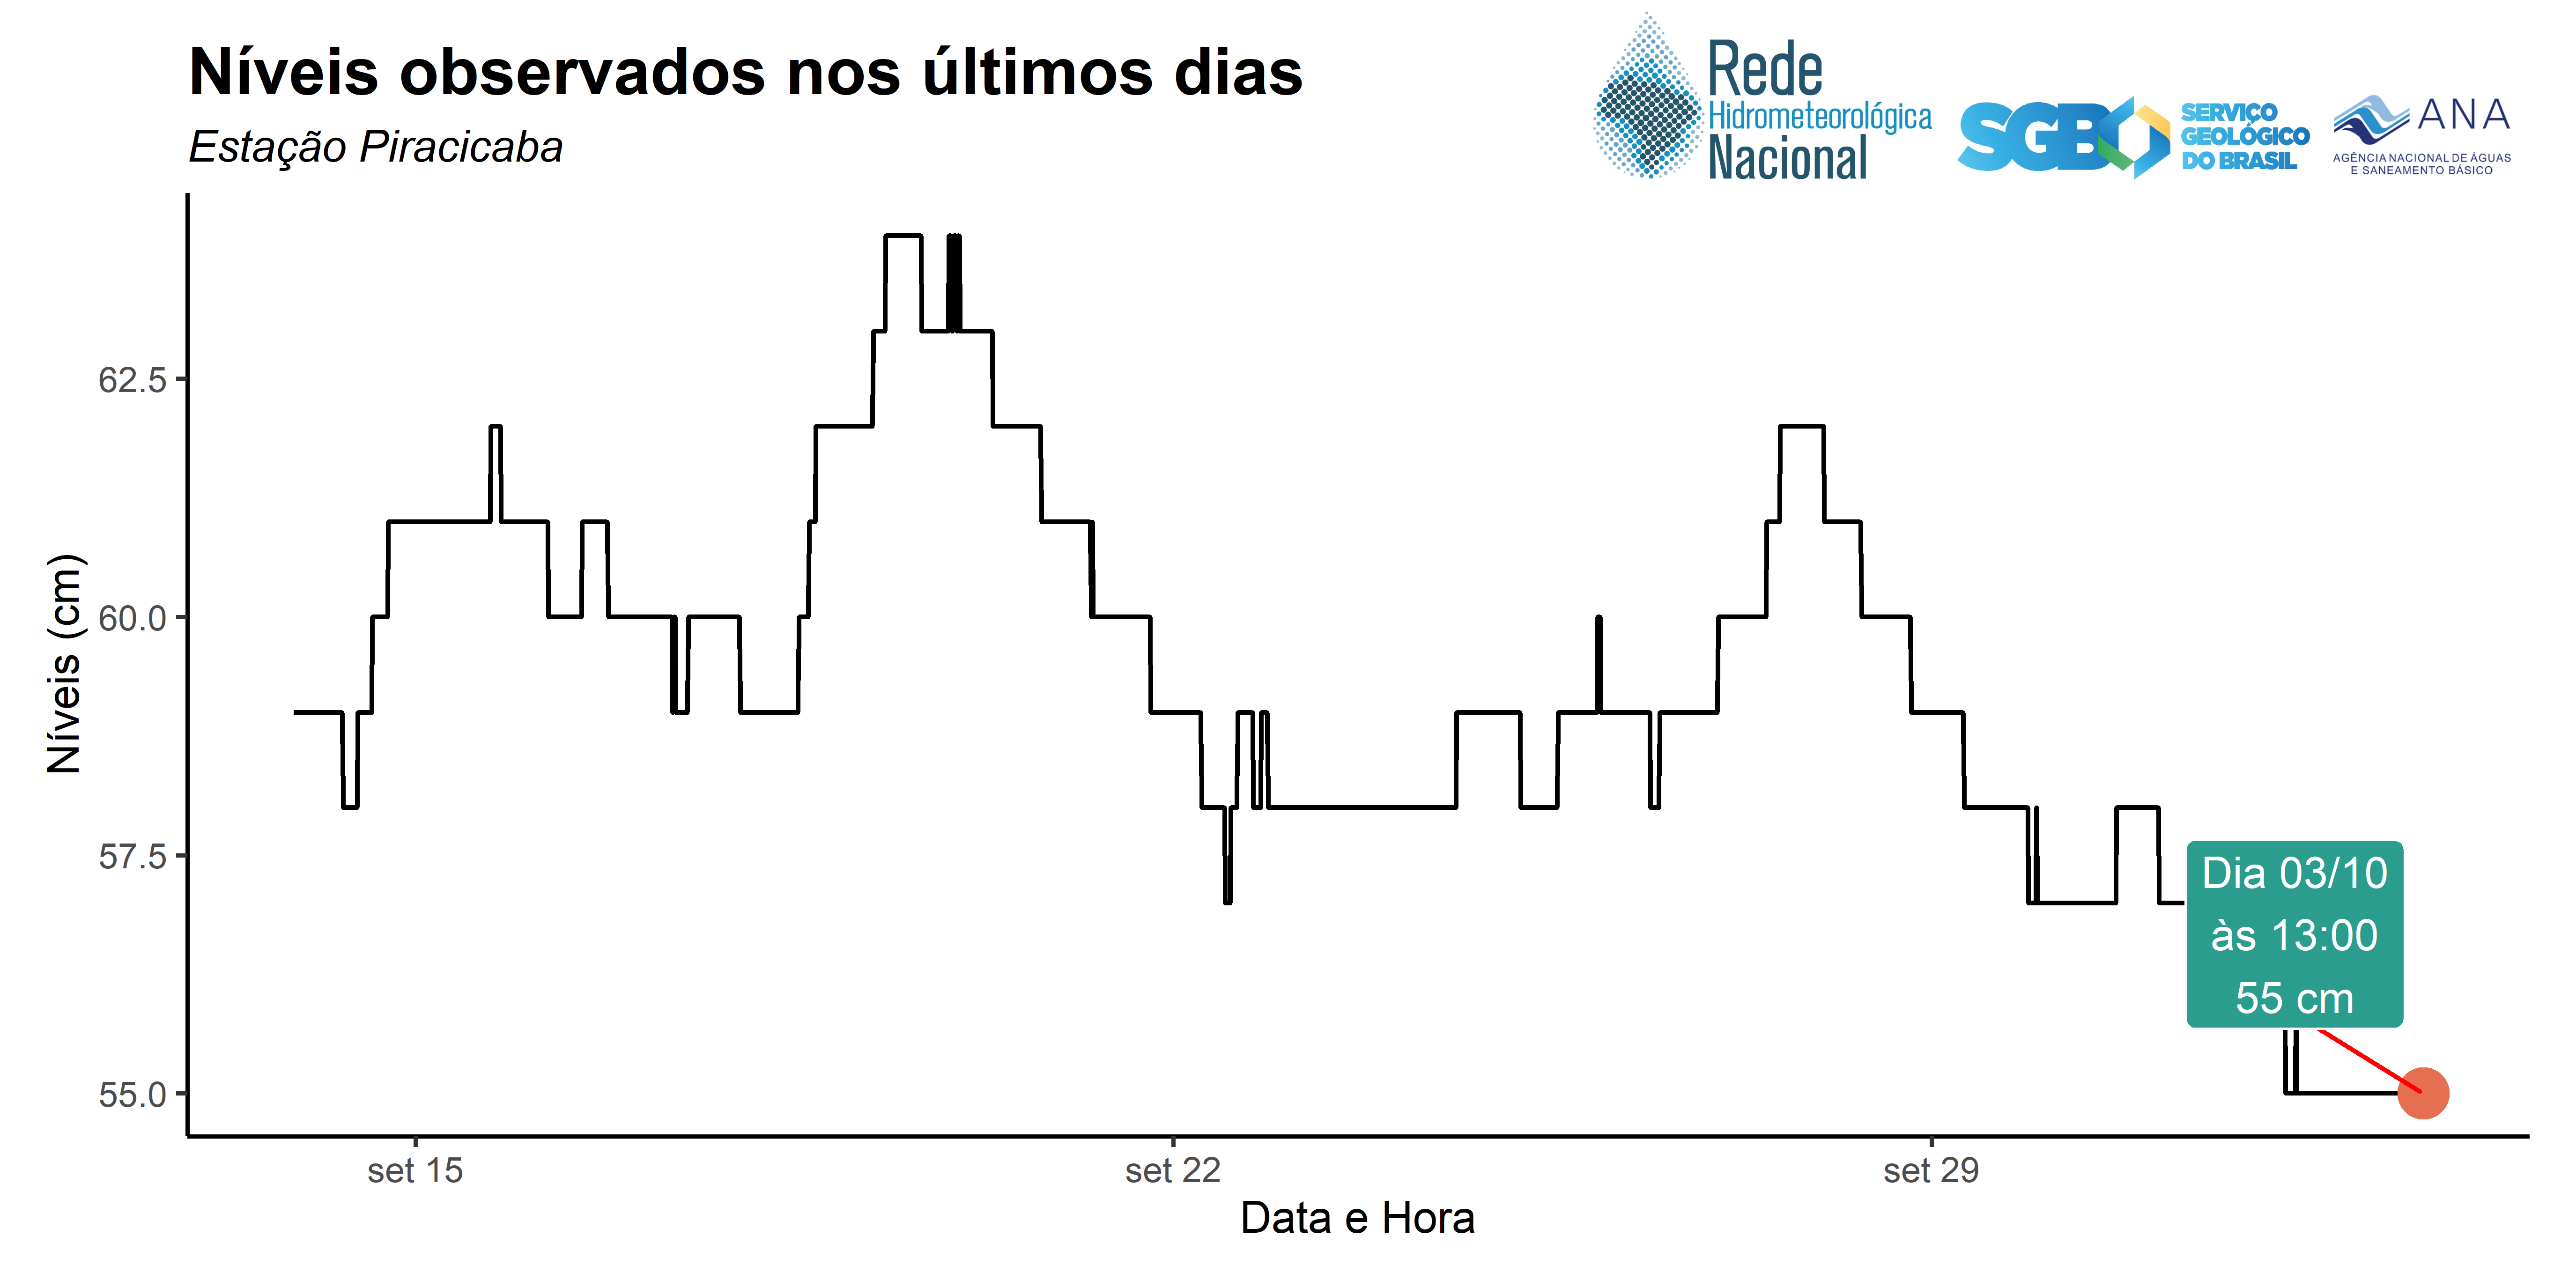 Níveis observados nos últimos dias
Estação Piracicaba
Rede
Hidrometeorológica
Nacional
SGB
SERVIÇO
GEOLÓGICO
DO BRASIL
ANA
AGÊNCIA NACIONAL DE ÁGUAS
E SANEAMENTO BÁSICO
Níveis (cm)
62.5
60.0
57.5
55.0
Dia 03/10
às 13:00
55 cm
set 15
set 22
set 29
Data e Hora